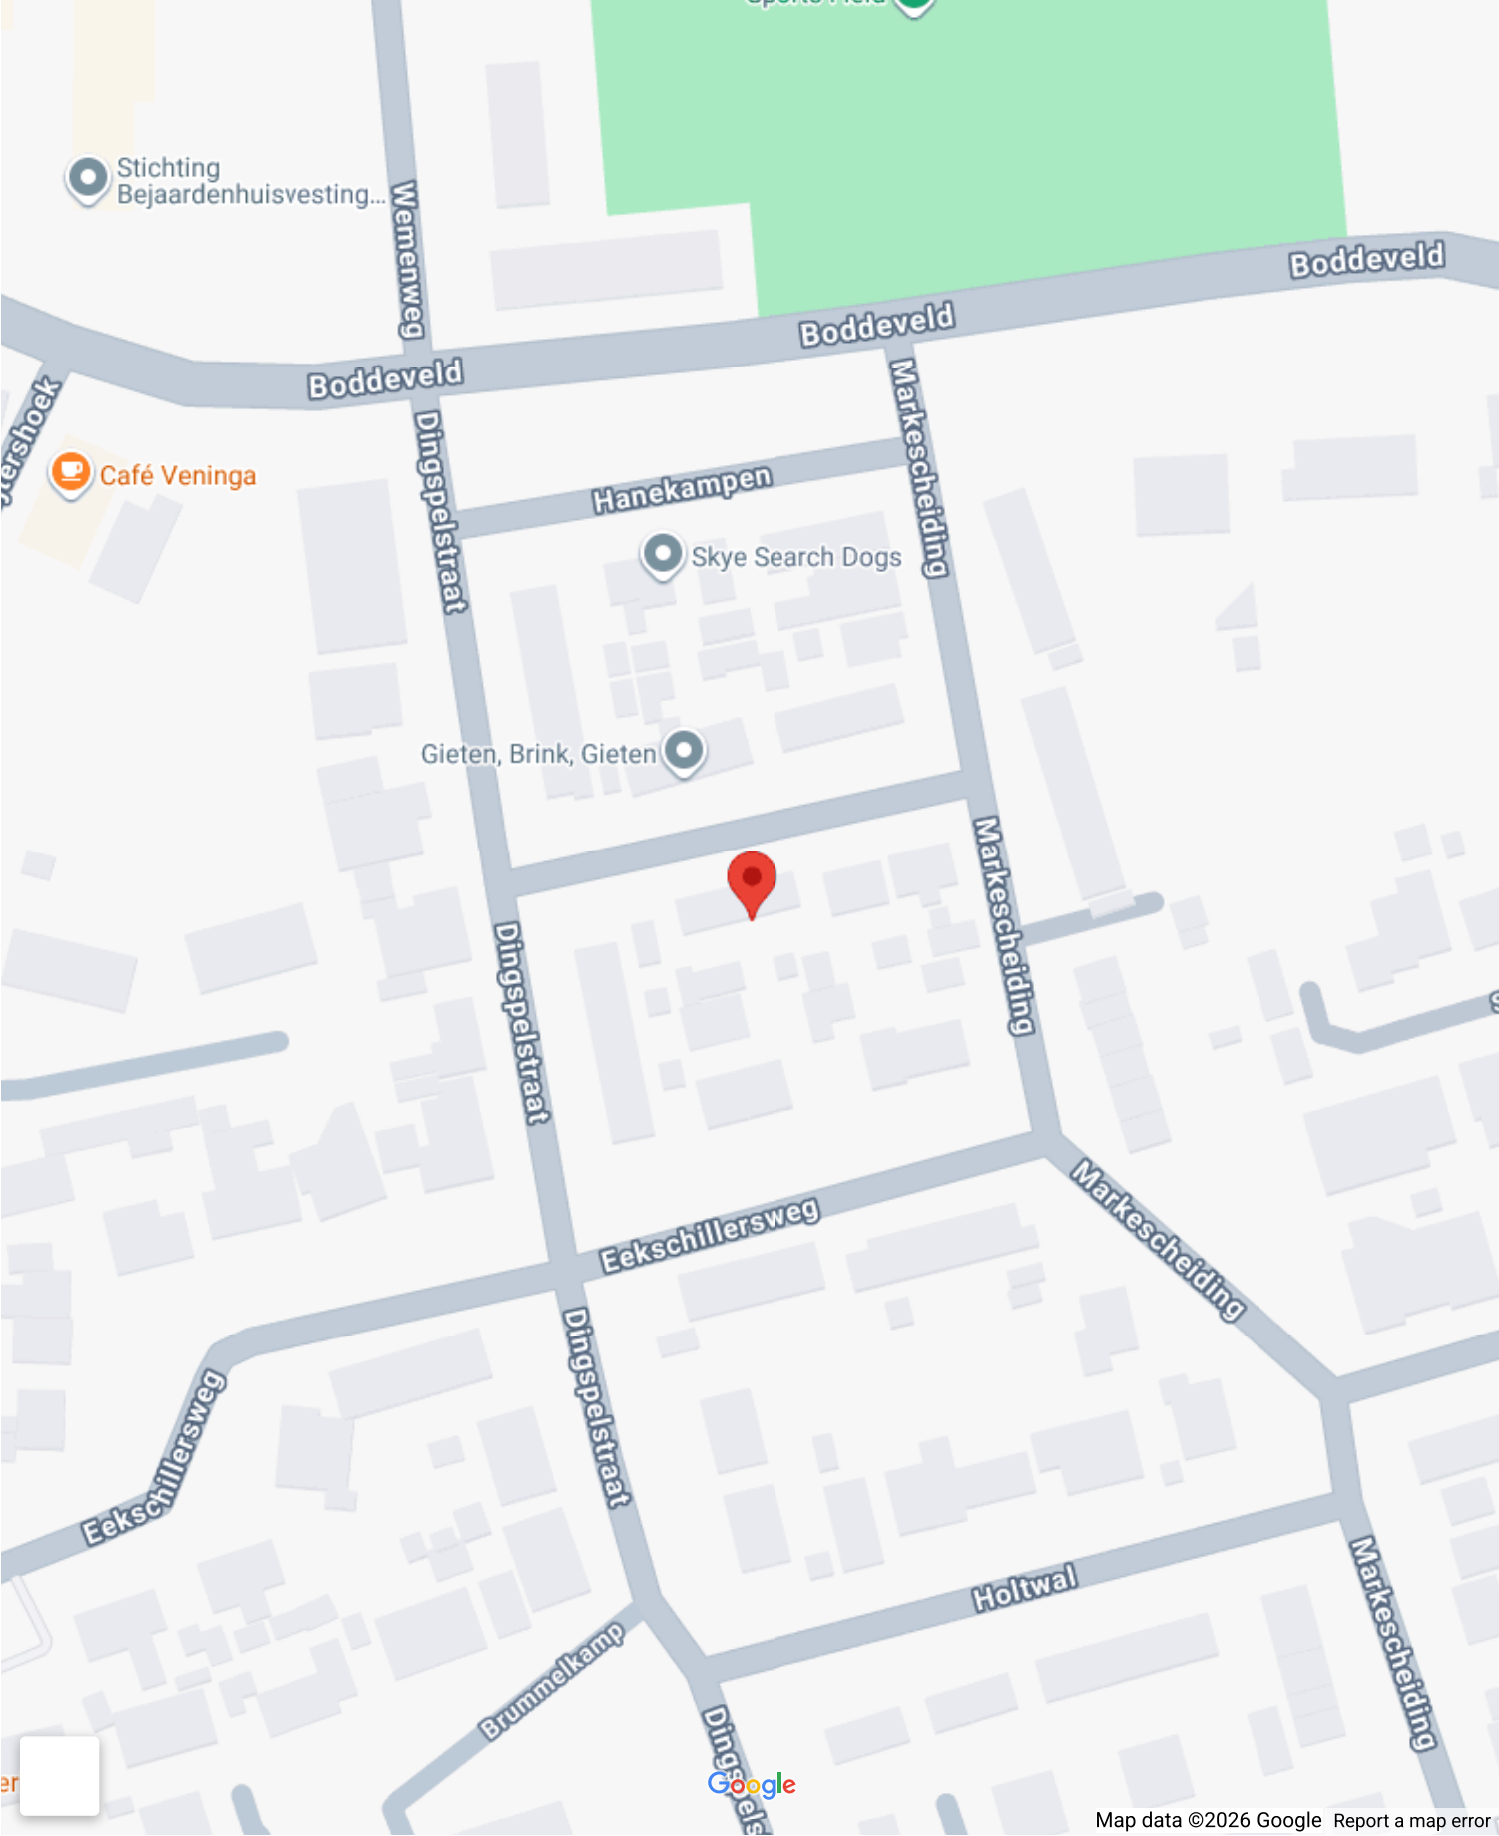 Stichting
Bejaardenhuisvesting...
Wemenweg
Boddeveld
Boddeveld
Boddeveld
Café Veninga
Dingspelstraat
Hanekampen
Markescheiding
Skye Search Dogs
Gieten, Brink, Gieten
Markescheiding
Dingspelstraat
Eekschillersweg
Markescheiding
Dingspelstraat
Eekschillersweg
Holtwal
Markescheiding
Brummelkamp
Google
Map data ©2026 Google
Report a map error